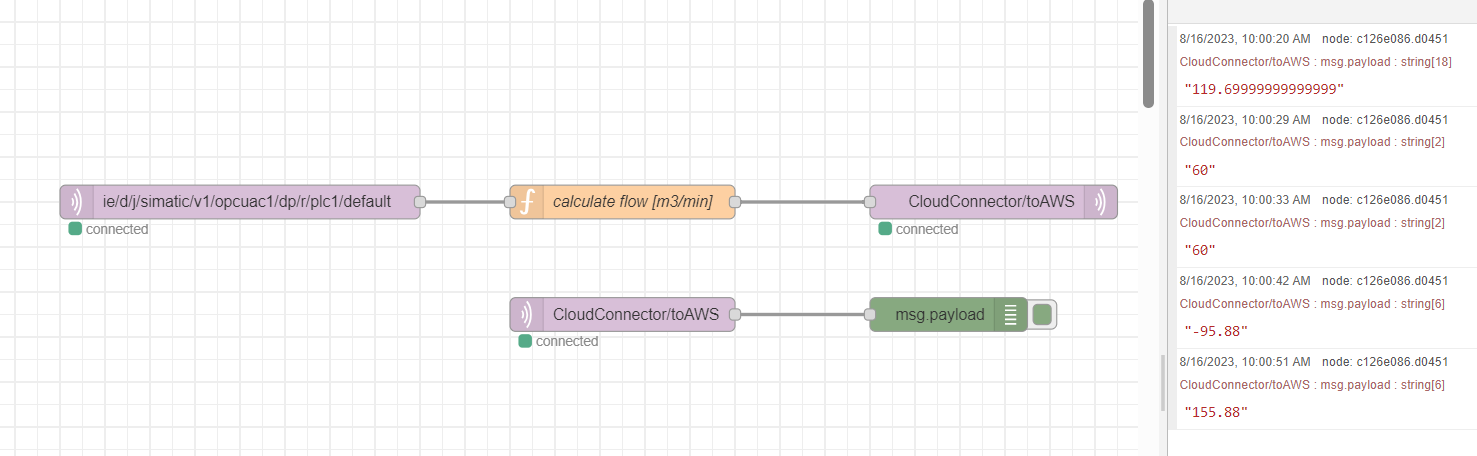 ie/d/j/simatic/v1/opcuac1/dp/r/plc1/default
connected
calculate flow [m3/min]
CloudConnector/toAWS
connected
CloudConnector/toAWS
connected
msg.payload
8/16/2023, 10:00:20 AM node: c126e086.d0451
CloudConnector/toAWS : msg.payload : string[18]
"119.69999999999999"
8/16/2023, 10:00:29 AM node: c126e086.d0451
CloudConnector/toAWS : msg.payload : string[2]
"60"
8/16/2023, 10:00:33 AM node: c126e086.d0451
CloudConnector/toAWS : msg.payload : string[2]
"60"
8/16/2023, 10:00:42 AM node: c126e086.d0451
CloudConnector/toAWS : msg.payload : string[6]
"-95.88"
8/16/2023, 10:00:51 AM node: c126e086.d0451
CloudConnector/toAWS : msg.payload : string[6]
"155.88"